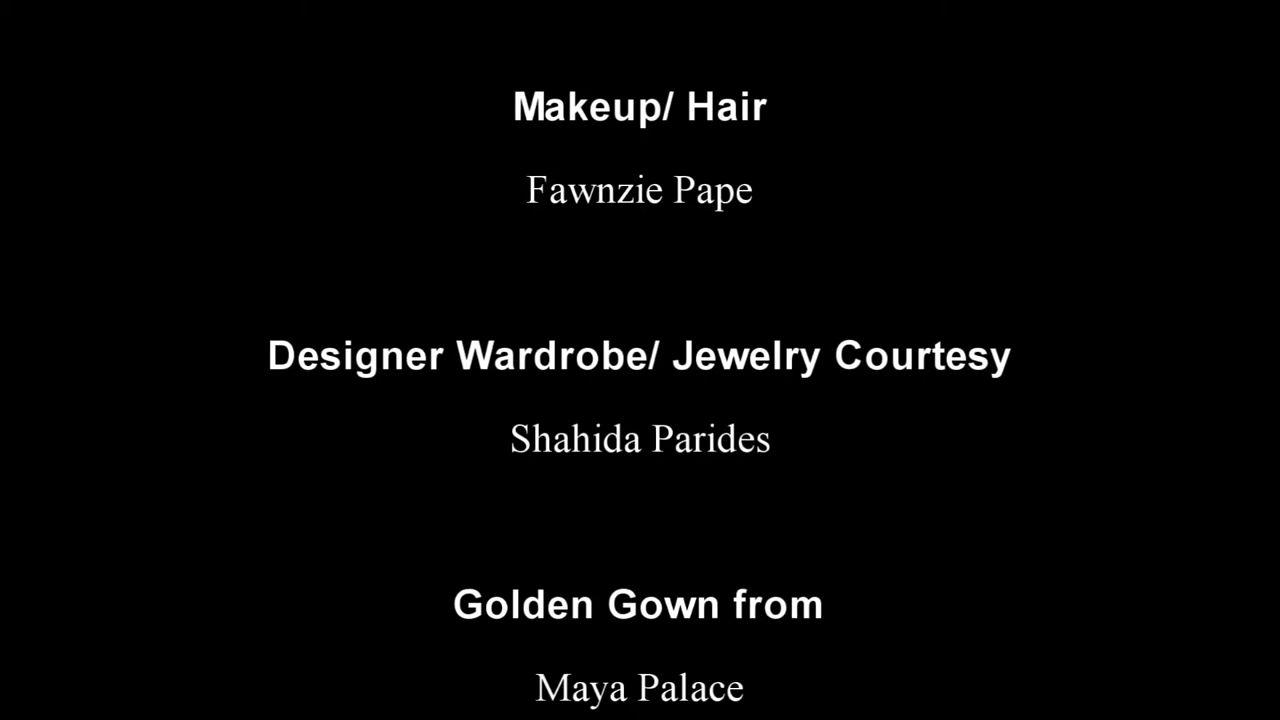 Makeup/ Hair
Fawnzie Pape
Designer Wardrobe/ Jewelry Courtesy
Shahida Parides
Golden Gown from
Maya Palace